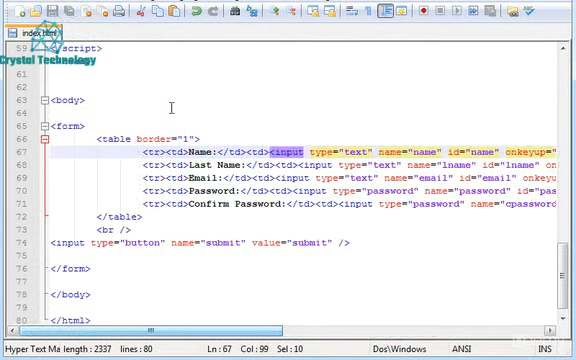 index.html
Crystal Technology
59 </script>
60
61
62
63 <body>
64
65 <form>
66 <table border="1">
67 <tr><td>Name:</td><td><input type="text" name="name" id="name" onkeyup="
68 <tr><td>Last Name:</td><td><input type="text" name="lname" id="lname" on
69 <tr><td>Email:</td><td><input type="text" name="email" id="email" onkeyu
70 <tr><td>Password:</td><td><input type="password" name="password" id="pas
71 <tr><td>Confirm Password:</td><td><input type="password" name="cpassword
72 </table>
73 <br />
74 <input type="button" name="submit" value="submit" />
75
76 </form>
77
78 </body>
79
80 </html>
Hyper Text Ma length : 2337 lines : 80 Ln : 67 Col : 99 Sel : 10 Dos\Windows ANSI INS